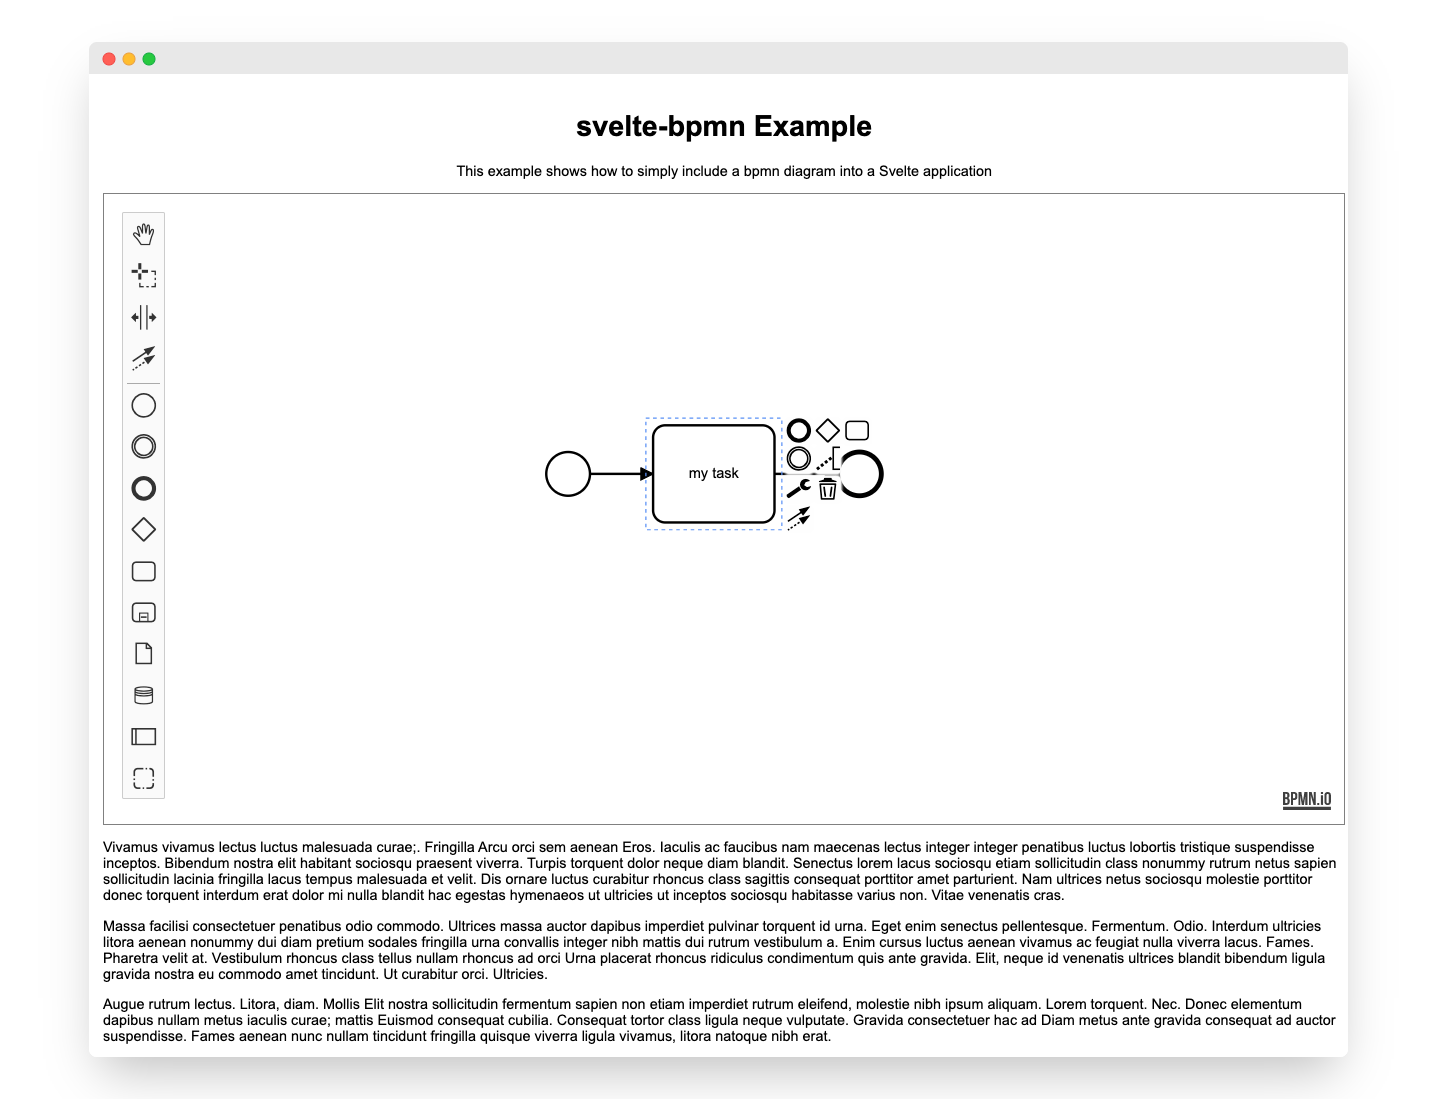 svelte-bpmn Example
This example shows how to simply include a bpmn diagram into a Svelte application
my task
BPMN.iO
Vivamus vivamus lectus luctus malesuada curae;. Fringilla Arcu orci sem aenean Eros. Iaculis ac faucibus nam maecenas lectus integer integer penatibus luctus lobortis tristique suspendisse
inceptos. Bibendum nostra elit habitant sociosqu praesent viverra. Turpis torquent dolor neque diam blandit. Senectus lorem lacus sociosqu etiam sollicitudin class nonummy rutrum netus sapien
sollicitudin lacinia fringilla lacus tempus malesuada et velit. Dis ornare luctus curabitur rhoncus class sagittis consequat porttitor amet parturient. Nam ultrices netus sociosqu molestie porttitor
donec torquent interdum erat dolor mi nulla blandit hac egestas hymenaeos ut ultricies ut inceptos sociosqu habitasse varius non. Vitae venenatis cras.
Massa facilisi consectetuer penatibus odio commodo. Ultrices massa auctor dapibus imperdiet pulvinar torquent id urna. Eget enim senectus pellentesque. Fermentum. Odio. Interdum ultricies
litora aenean nonummy dui diam pretium sodales fringilla urna convallis integer nibh mattis dui rutrum vestibulum a. Enim cursus luctus aenean vivamus ac feugiat nulla viverra lacus. Fames.
Pharetra velit at. Vestibulum rhoncus class tellus nullam rhoncus ad orci Urna placerat rhoncus ridiculus condimentum quis ante gravida. Elit, neque id venenatis ultrices blandit bibendum ligula
gravida nostra eu commodo amet tincidunt. Ut curabitur orci. Ultricies.
Augue rutrum lectus. Litora, diam. Mollis Elit nostra sollicitudin fermentum sapien non etiam imperdiet rutrum eleifend, molestie nibh ipsum aliquam. Lorem torquent. Nec. Donec elementum
dapibus nullam metus iaculis curae; mattis Euismod consequat cubilia. Consequat tortor class ligula neque vulputate. Gravida consectetuer hac ad Diam metus ante gravida consequat ad auctor
suspendisse. Fames aenean nunc nullam tincidunt fringilla quisque viverra ligula vivamus, litora natoque nibh erat.